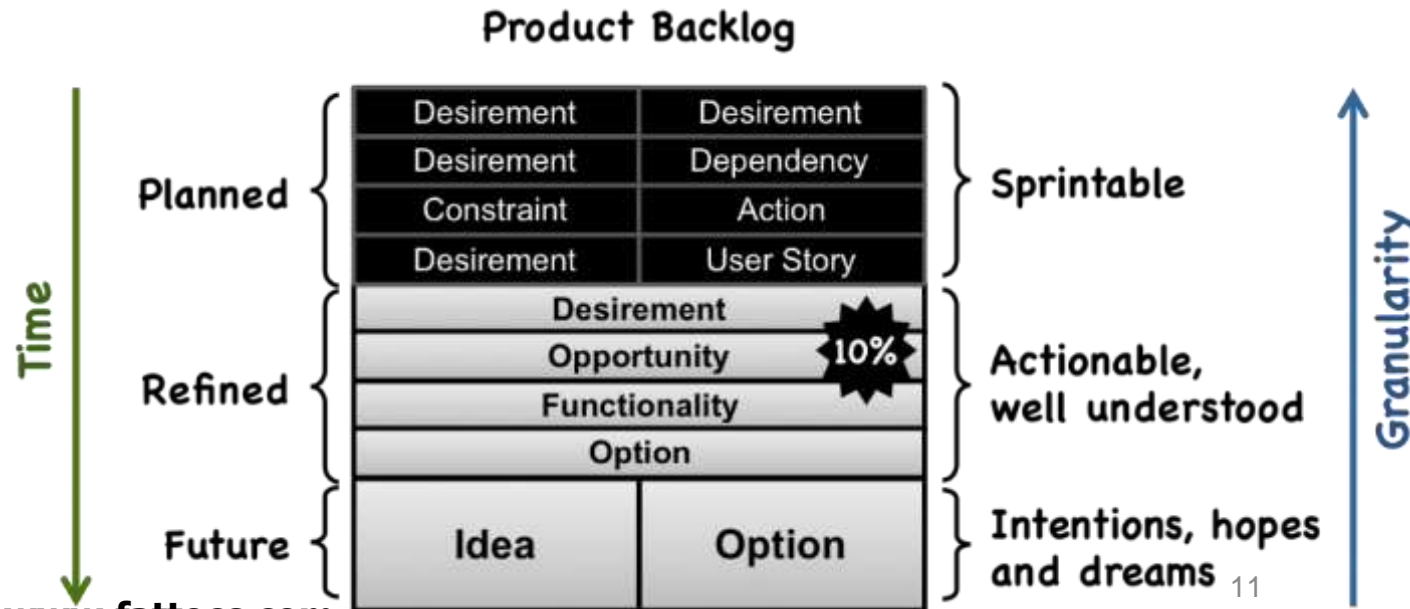 Product Backlog
Time
Planned
Desirement
Desirement
Desirement
Dependency
Constraint
Action
Desirement
User Story
Sprintable
Refined
Desirement
Opportunity
10%
Functionality
Option
Actionable,
well understood
Future
Idea
Option
Intentions, hopes
and dreams
Granularity
11